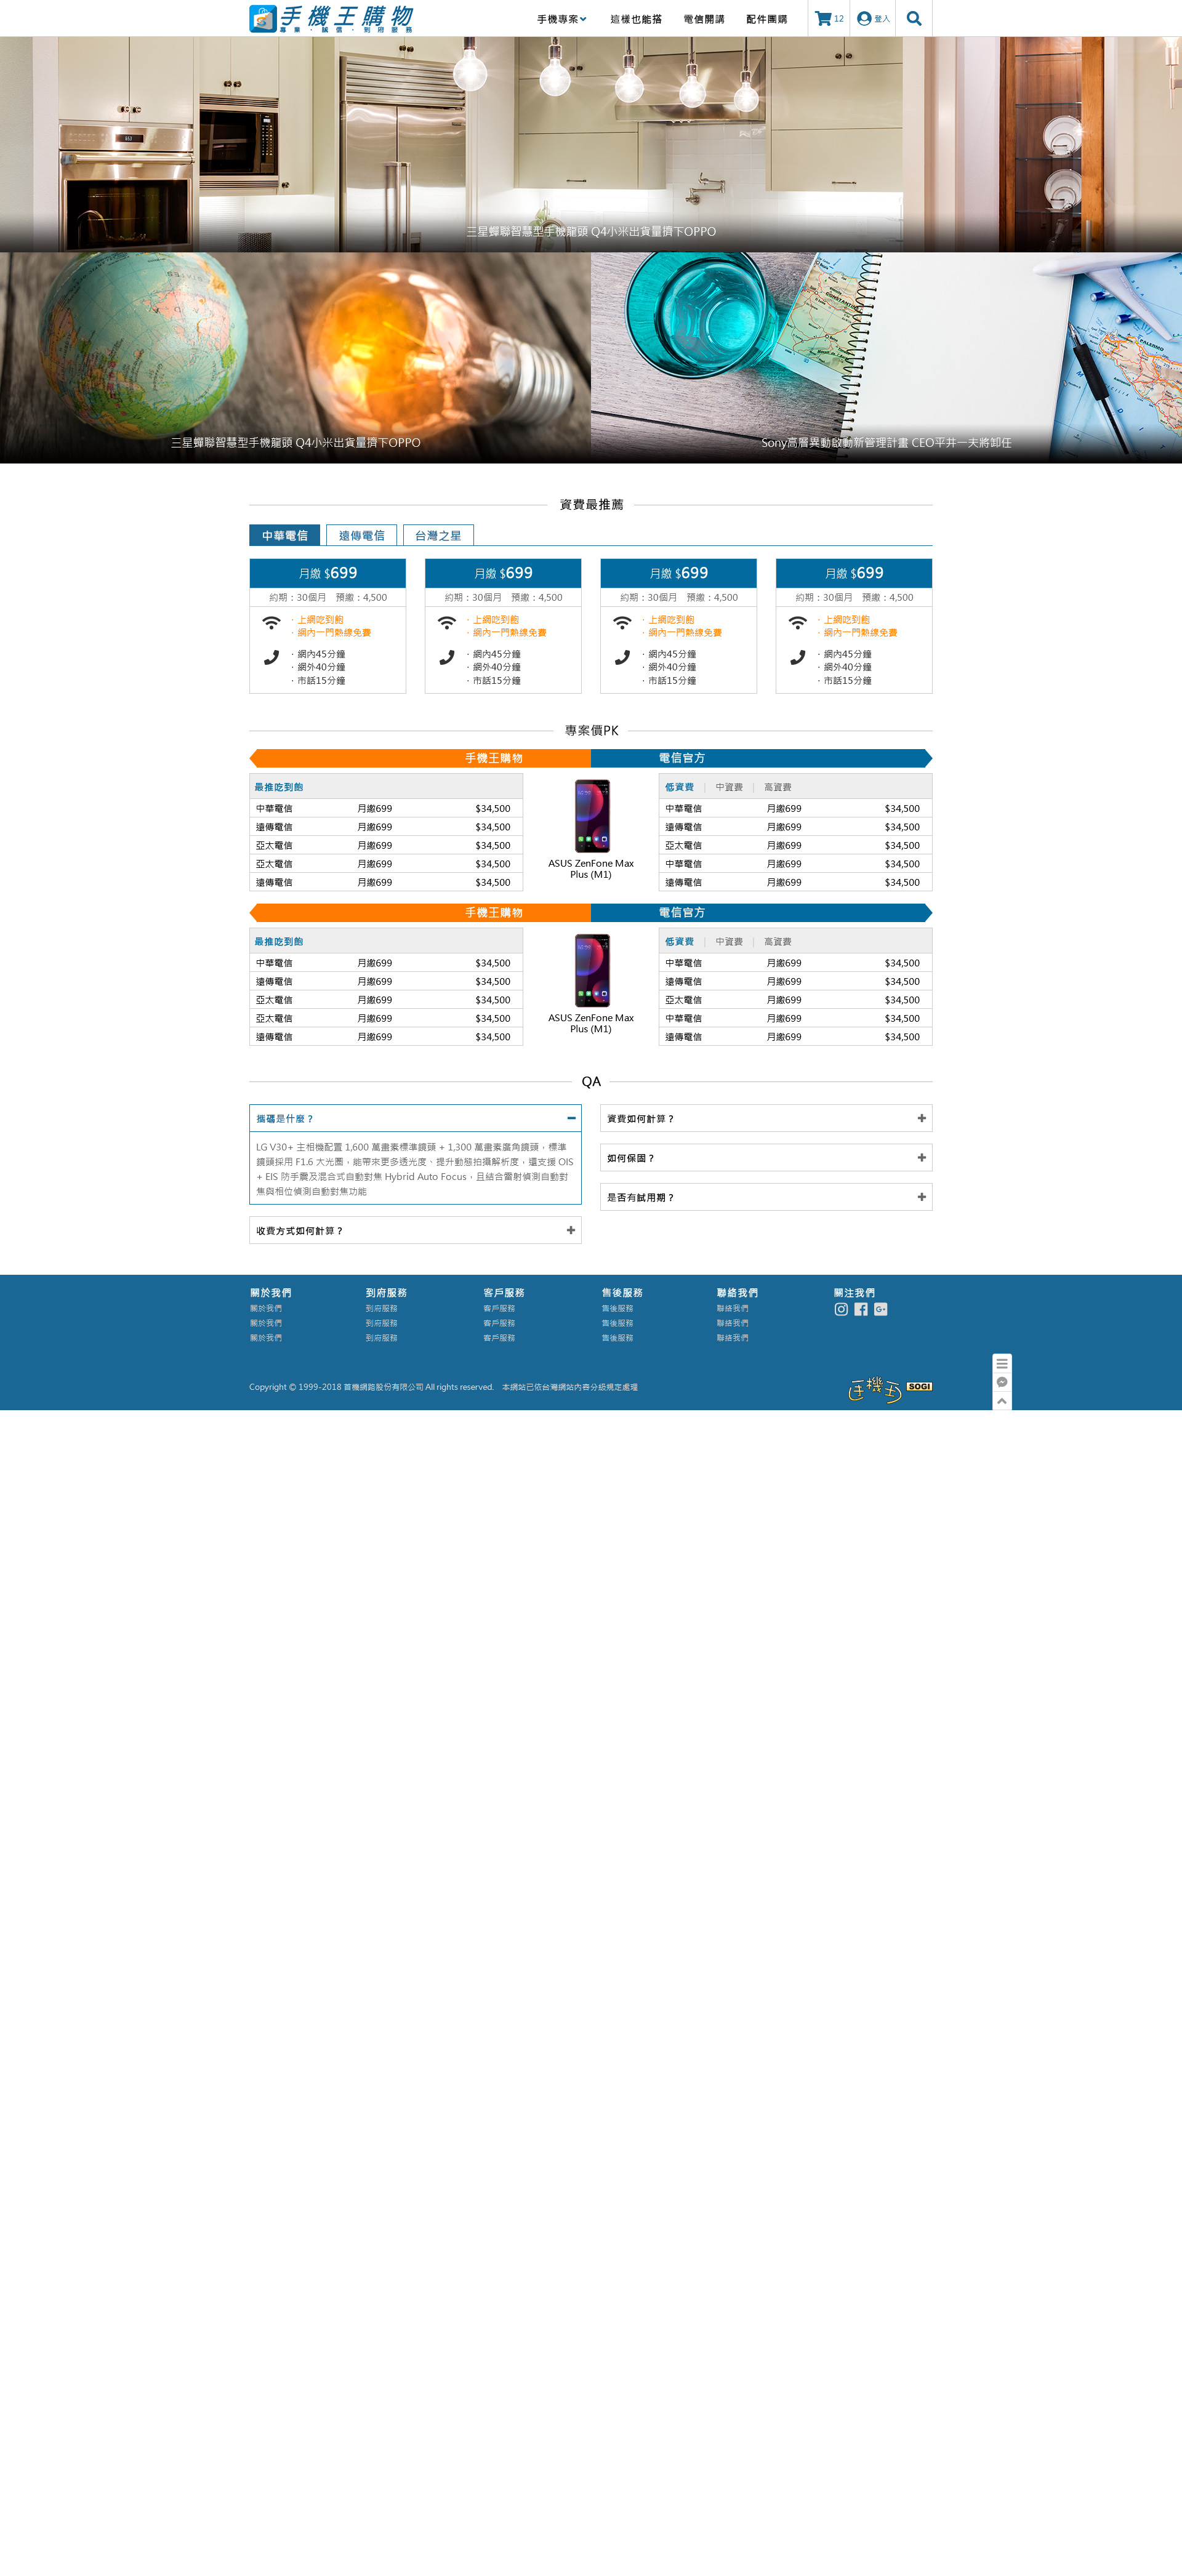 手機王購物
專業・誠信・到府服務
手機專案 這樣也能搭 電信開講 配件團購 12 登入
三星蟬聯智慧型手機龍頭 Q4小米出貨量擠下OPPO
三星蟬聯智慧型手機龍頭 Q4小米出貨量擠下OPPO
Sony高層異動啟動新管理計畫 CEO平井一夫將卸任
資費最推薦
中華電信 遠傳電信 台灣之星
月繳 $699 月繳 $699 月繳 $699 月繳 $699
約期：30個月 預繳：4,500 約期：30個月 預繳：4,500 約期：30個月 預繳：4,500 約期：30個月 預繳：4,500
・上網吃到飽 ・上網吃到飽 ・上網吃到飽 ・上網吃到飽
・網內一門熱線免費 ・網內一門熱線免費 ・網內一門熱線免費 ・網內一門熱線免費
・網內45分鐘 ・網內45分鐘 ・網內45分鐘 ・網內45分鐘
・網外40分鐘 ・網外40分鐘 ・網外40分鐘 ・網外40分鐘
・市話15分鐘 ・市話15分鐘 ・市話15分鐘 ・市話15分鐘
專案價PK
手機王購物 電信官方
最推吃到飽
中華電信 月繳699 $34,500
遠傳電信 月繳699 $34,500
亞太電信 月繳699 $34,500
亞太電信 月繳699 $34,500
遠傳電信 月繳699 $34,500
ASUS ZenFone Max
Plus (M1)
低資費 | 中資費 | 高資費
中華電信 月繳699 $34,500
遠傳電信 月繳699 $34,500
亞太電信 月繳699 $34,500
中華電信 月繳699 $34,500
遠傳電信 月繳699 $34,500
手機王購物 電信官方
最推吃到飽
中華電信 月繳699 $34,500
遠傳電信 月繳699 $34,500
亞太電信 月繳699 $34,500
亞太電信 月繳699 $34,500
遠傳電信 月繳699 $34,500
ASUS ZenFone Max
Plus (M1)
低資費 | 中資費 | 高資費
中華電信 月繳699 $34,500
遠傳電信 月繳699 $34,500
亞太電信 月繳699 $34,500
中華電信 月繳699 $34,500
遠傳電信 月繳699 $34,500
QA
攜碼是什麼？
LG V30+ 主相機配置 1,600 萬畫素標準鏡頭 + 1,300 萬畫素廣角鏡頭，標準
鏡頭採用 F1.6 大光圈，能帶來更多透光度、提升動態拍攝解析度，還支援 OIS
+ EIS 防手震及混合式自動對焦 Hybrid Auto Focus，且結合雷射偵測自動對
焦與相位偵測自動對焦功能
收費方式如何計算？
資費如何計算？
如何保固？
是否有試用期？
關於我們 到府服務 客戶服務 售後服務 聯絡我們 關注我們
關於我們 到府服務 客戶服務 售後服務 聯絡我們
關於我們 到府服務 客戶服務 售後服務 聯絡我們
關於我們 到府服務 客戶服務 售後服務 聯絡我們
Copyright © 1999-2018 首機網路股份有限公司 All rights reserved. 本網站已依台灣網站內容分級規定處理
手機王 SOGI